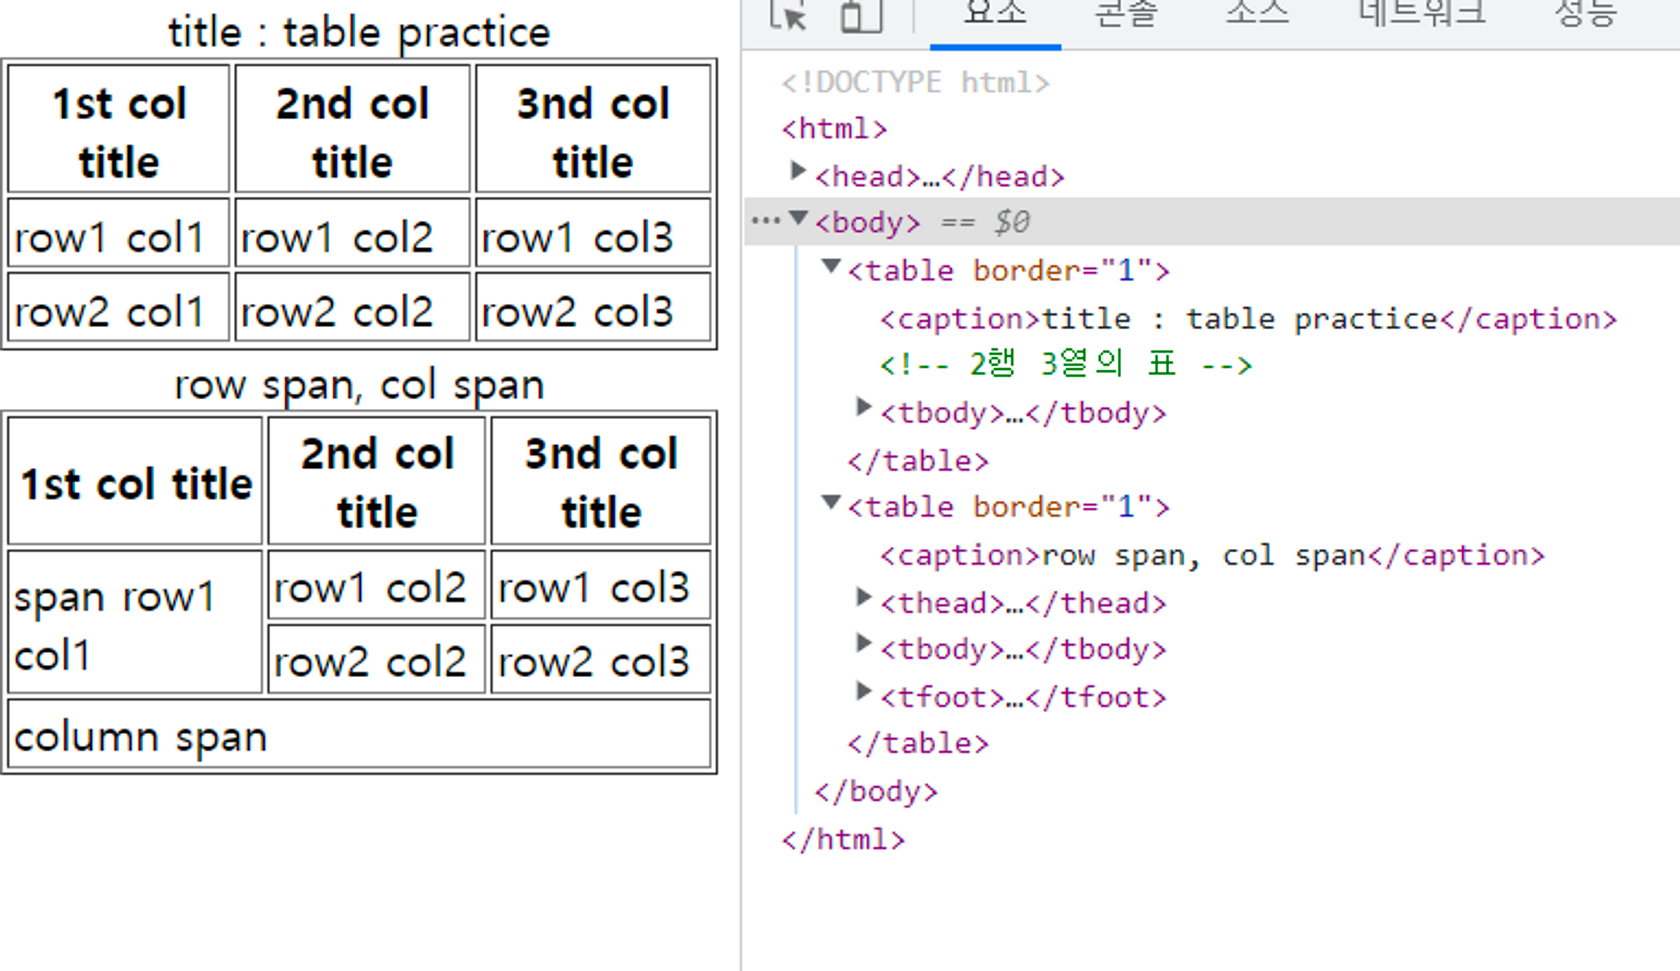 title : table practice
1st col title
2nd col title
3nd col title
row1 col1
row1 col2
row1 col3
row2 col1
row2 col2
row2 col3
row span, col span
1st col title
2nd col title
3nd col title
span row1 col1
row1 col2
row1 col3
row2 col2
row2 col3
column span
요소 콘솔 소스 네트워크 성능
<!DOCTYPE html>
<html>
<head>…</head>
<body> == $0
<table border="1">
<caption>title : table practice</caption>
<!-- 2행 3열의 표 -->
<tbody>…</tbody>
</table>
<table border="1">
<caption>row span, col span</caption>
<thead>…</thead>
<tbody>…</tbody>
<tfoot>…</tfoot>
</table>
</body>
</html>